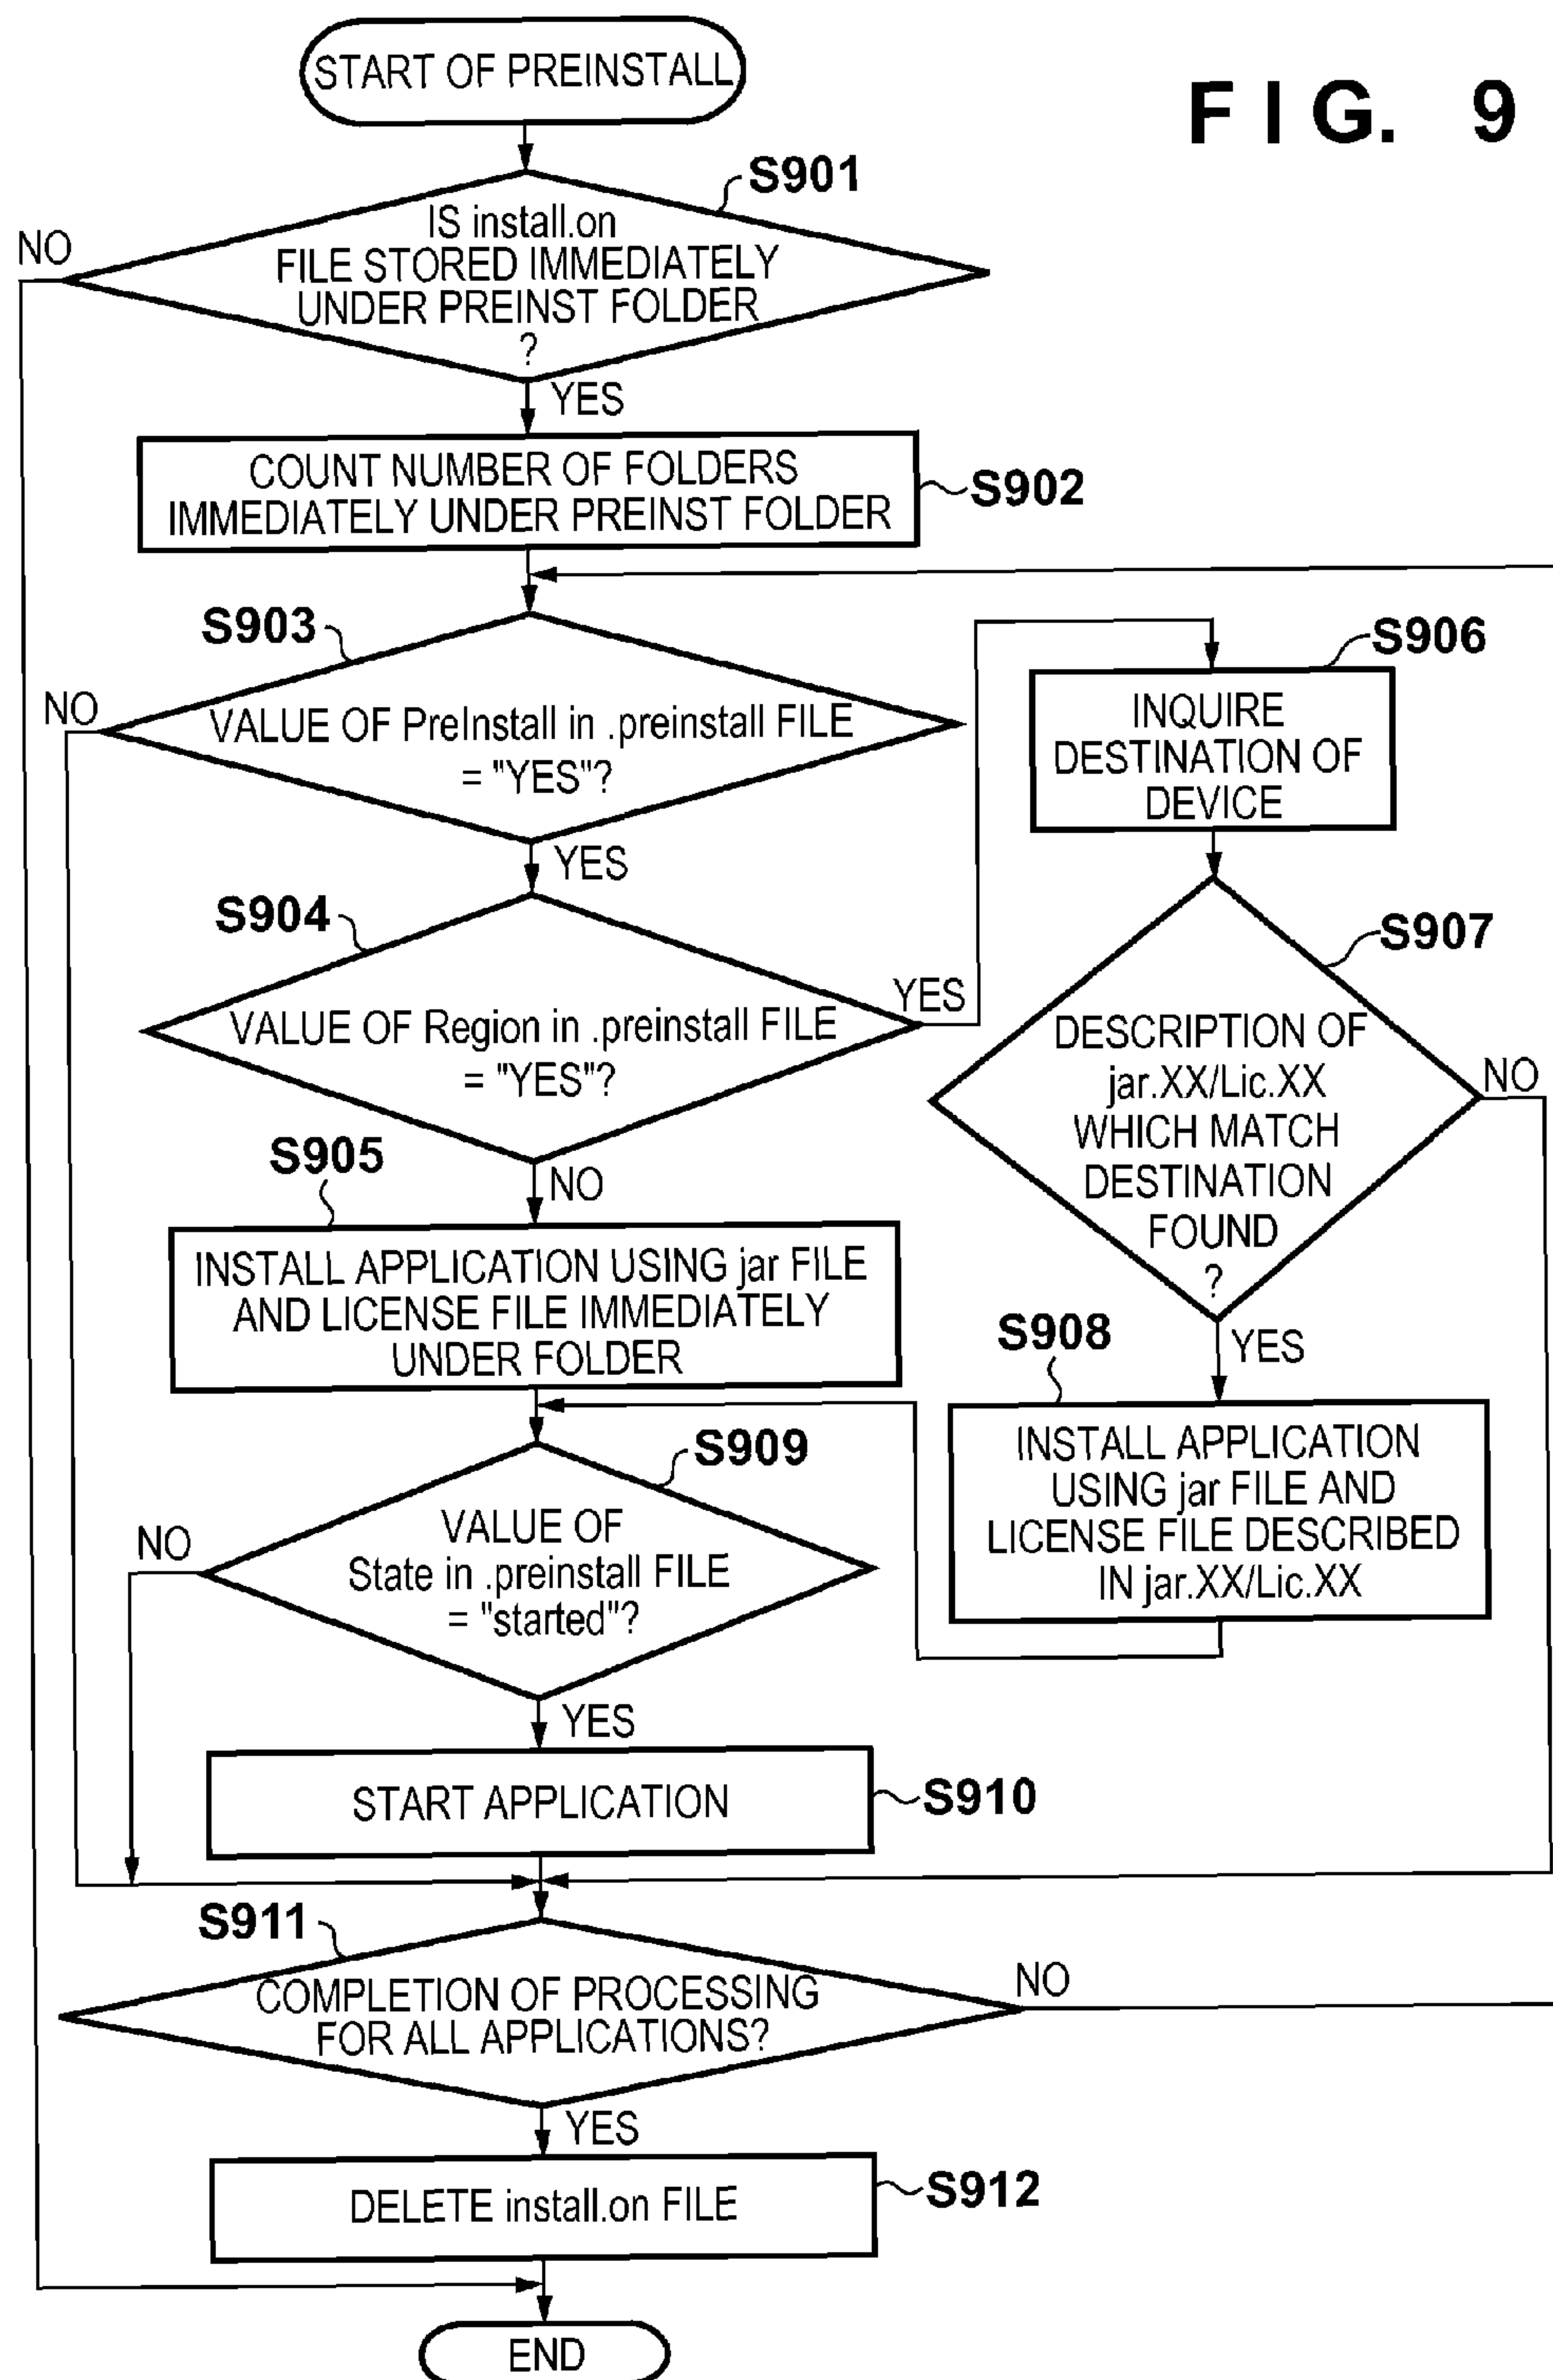 START OF PREINSTALL
F I G. 9
S901
IS install.on
FILE STORED IMMEDIATELY
UNDER PREINST FOLDER
?
NO
YES
COUNT NUMBER OF FOLDERS
IMMEDIATELY UNDER PREINST FOLDER
S902
S903
NO
VALUE OF PreInstall in .preinstall FILE
= "YES"?
YES
S904
VALUE OF Region in .preinstall FILE
= "YES"?
YES
NO
S905
INSTALL APPLICATION USING jar FILE
AND LICENSE FILE IMMEDIATELY
UNDER FOLDER
S906
INQUIRE
DESTINATION OF
DEVICE
S907
DESCRIPTION OF
jar.XX/Lic.XX
WHICH MATCH
DESTINATION
FOUND
?
NO
YES
S908
INSTALL APPLICATION
USING jar FILE AND
LICENSE FILE DESCRIBED
IN jar.XX/Lic.XX
S909
VALUE OF
State in .preinstall FILE
= "started"?
NO
YES
START APPLICATION
S910
S911
COMPLETION OF PROCESSING
FOR ALL APPLICATIONS?
NO
YES
DELETE install.on FILE
S912
END